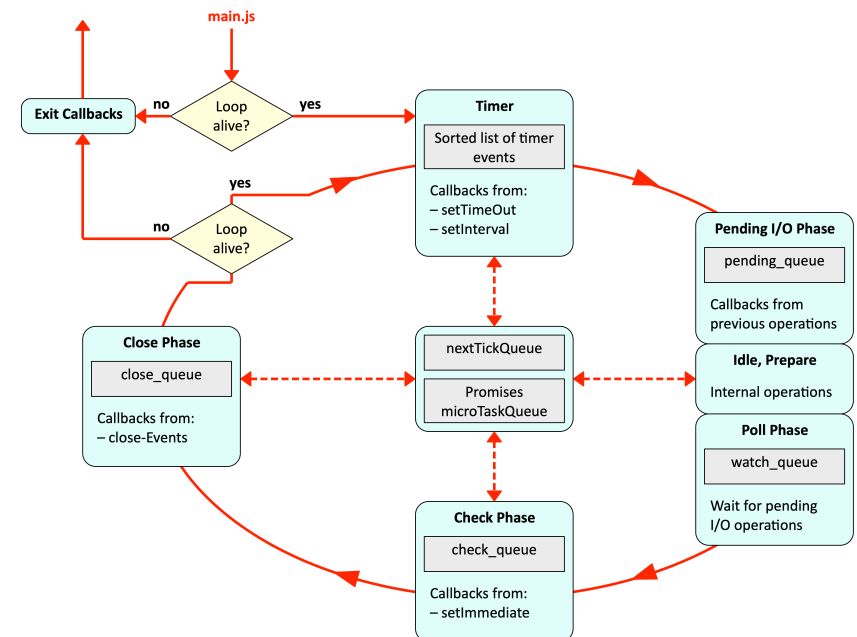 main.js
no
Loop
alive?
yes
Exit Callbacks
Timer
Sorted list of timer
events
Callbacks from:
– setTimeOut
– setInterval
yes
no
Loop
alive?
Pending I/O Phase
pending_queue
Callbacks from
previous operations
Idle, Prepare
Internal operations
Poll Phase
watch_queue
Wait for pending
I/O operations
nextTickQueue
Promises
microTaskQueue
Close Phase
close_queue
Callbacks from:
– close-Events
Check Phase
check_queue
Callbacks from:
– setImmediate